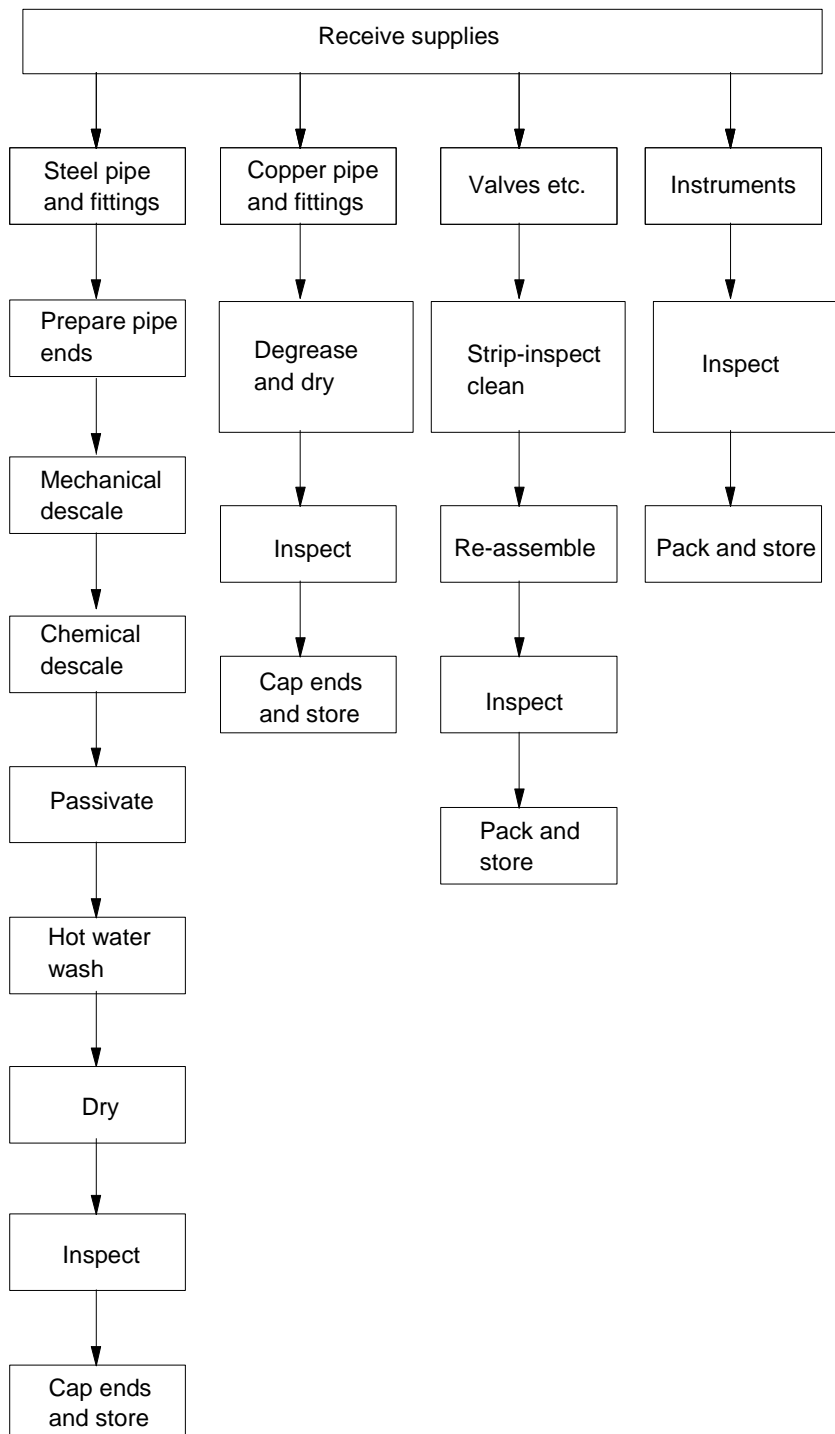 Receive supplies
Steel pipe
and fittings
Copper pipe
and fittings
Valves etc.
Instruments
Prepare pipe
ends
Degrease
and dry
Strip-inspect
clean
Inspect
Mechanical
descale
Inspect
Re-assemble
Pack and store
Chemical
descale
Cap ends
and store
Inspect
Passivate
Pack and
store
Hot water
wash
Dry
Inspect
Cap ends
and store